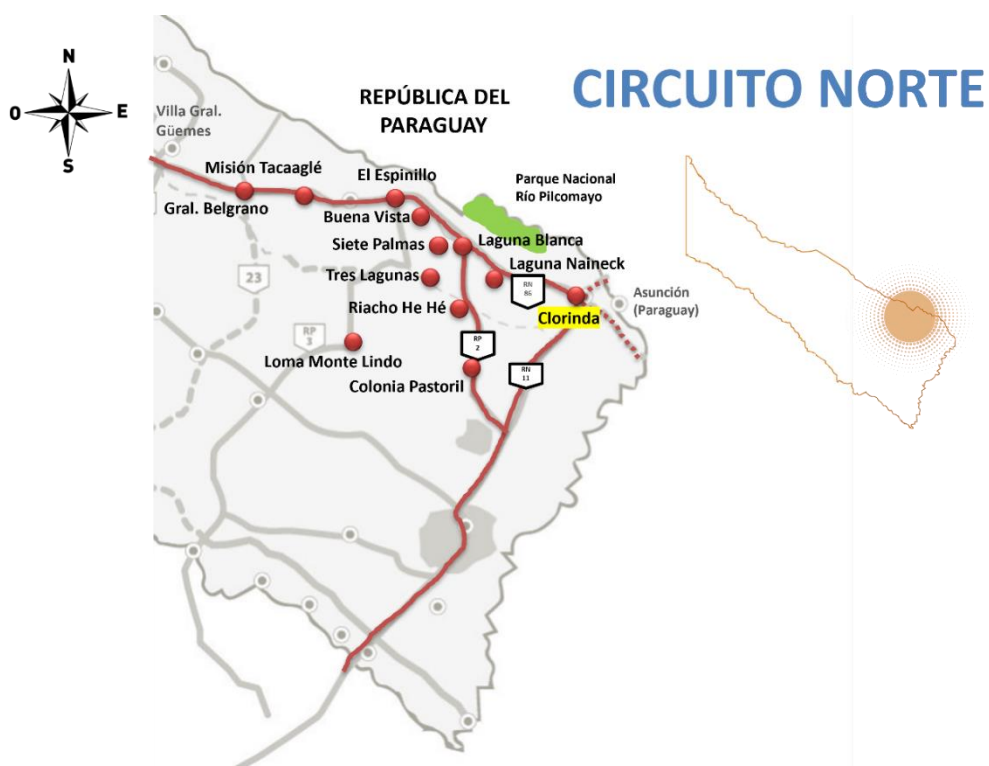 CIRCUITO NORTE
N
O
E
S
REPÚBLICA DEL
PARAGUAY
Villa Gral.
Güemes
Misión Tacaaglé
El Espinillo
Parque Nacional
Río Pilcomayo
Gral. Belgrano
Buena Vista
Siete Palmas
Laguna Blanca
Laguna Naineck
Tres Lagunas
23
RN
86
Asunción
(Paraguay)
Riacho He Hé
Clorinda
RP
3
RP
2
Loma Monte Lindo
RN
11
Colonia Pastoril